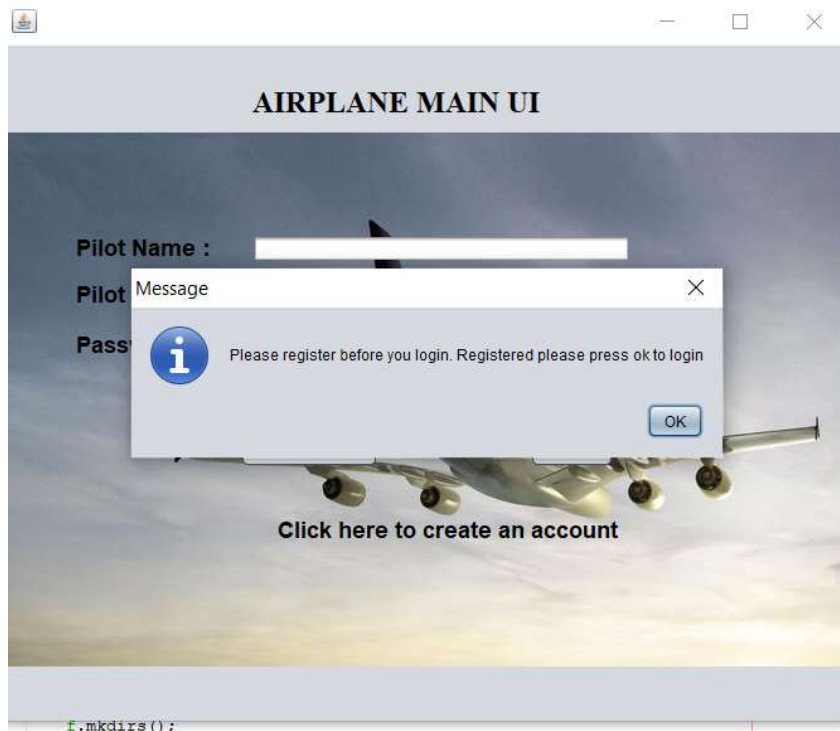 AIRPLANE MAIN UI
Pilot Name :
Pilot
Message
Pass
Please register before you login. Registered please press ok to login
OK
Click here to create an account
f.mkdirs();